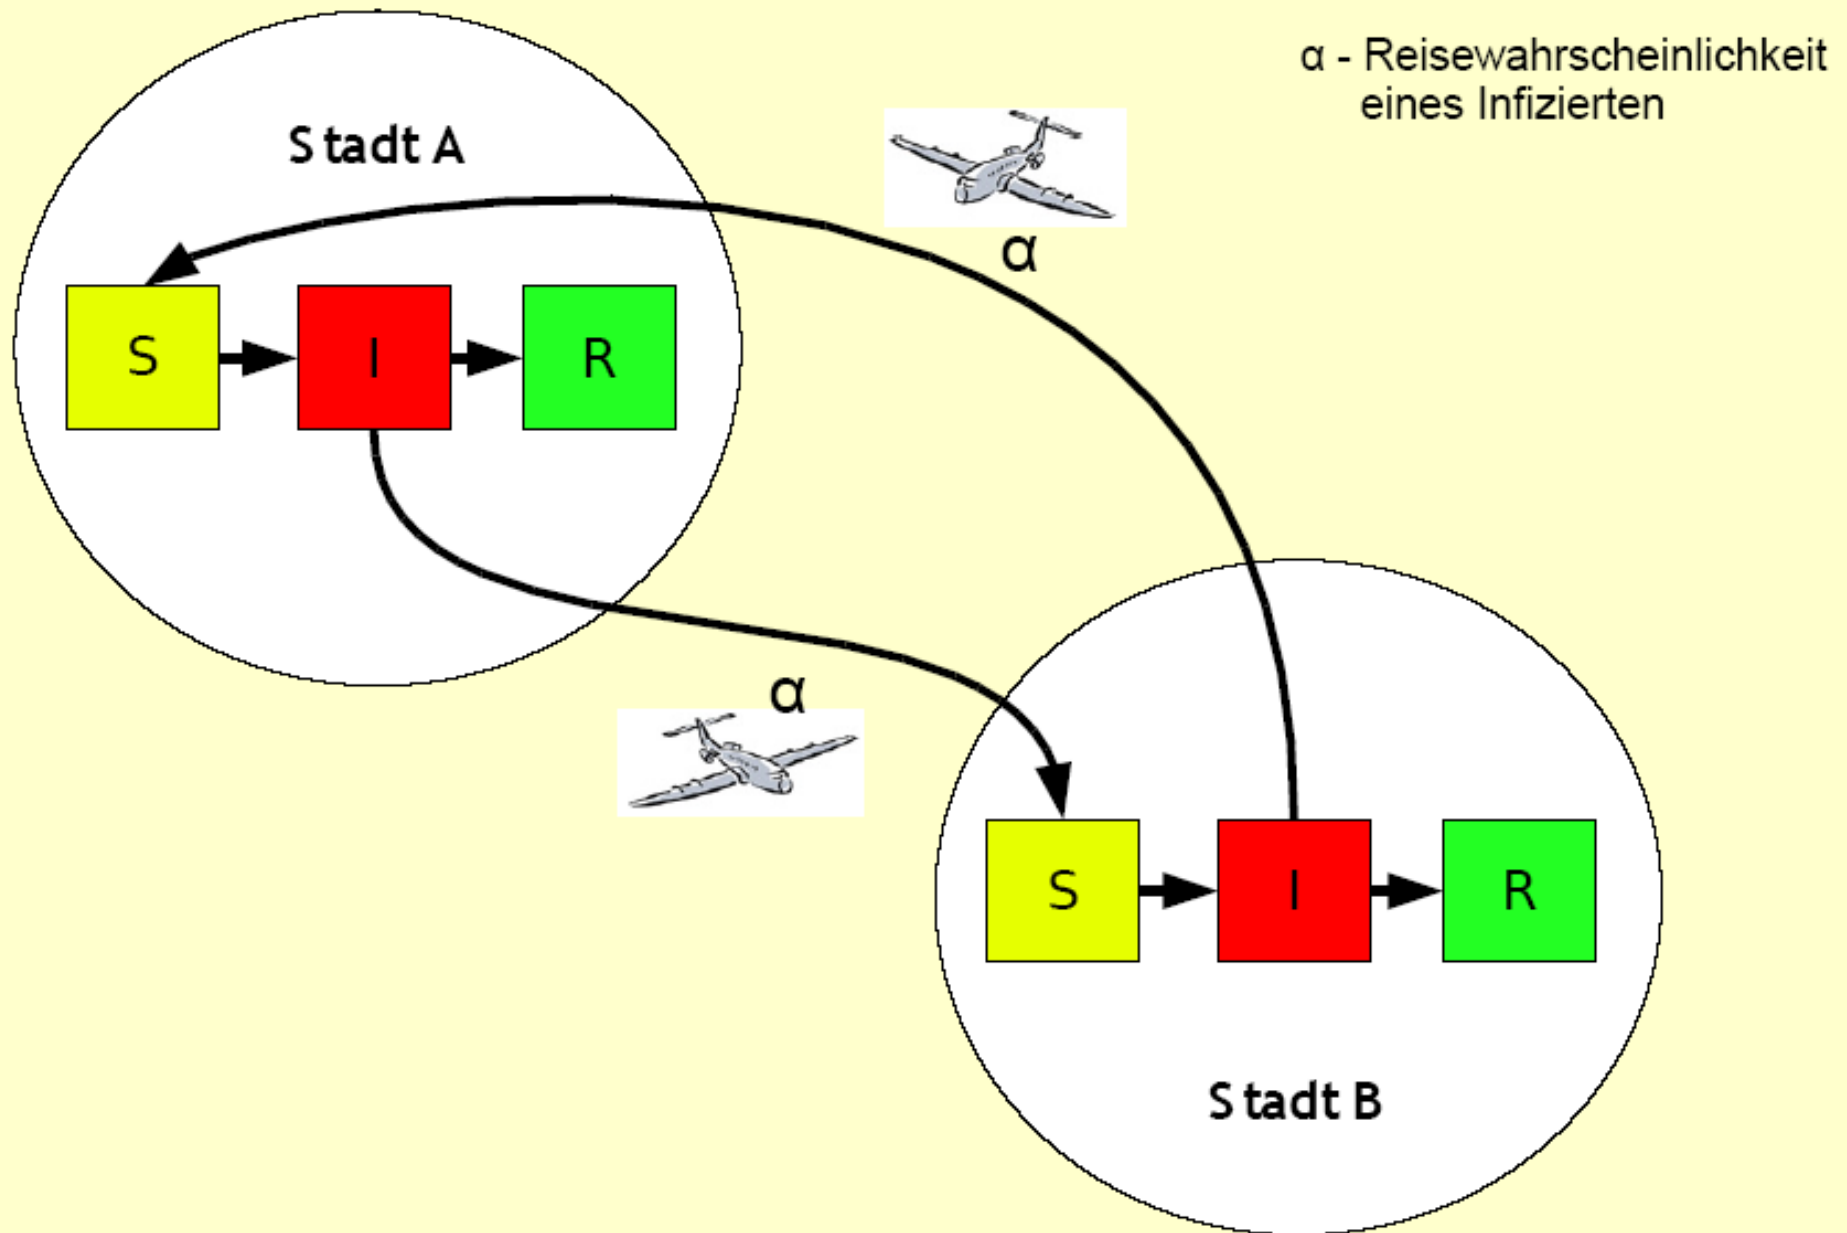 α - Reisewahrscheinlichkeit
eines Infizierten
Stadt A
α
S I R
α
S I R
Stadt B